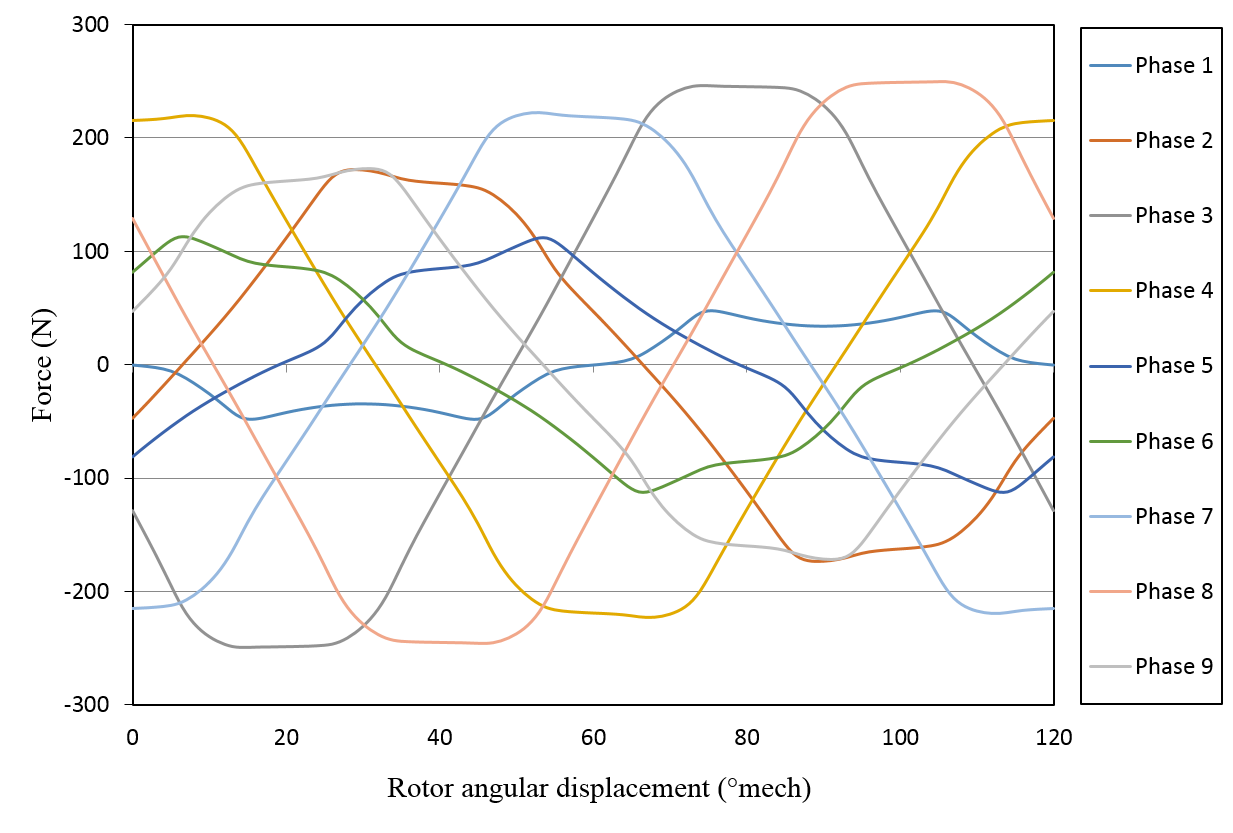 300
200
100
0
-100
-200
-300
Force (N)
0 20 40 60 80 100 120
Rotor angular displacement (°mech)
Phase 1
Phase 2
Phase 3
Phase 4
Phase 5
Phase 6
Phase 7
Phase 8
Phase 9